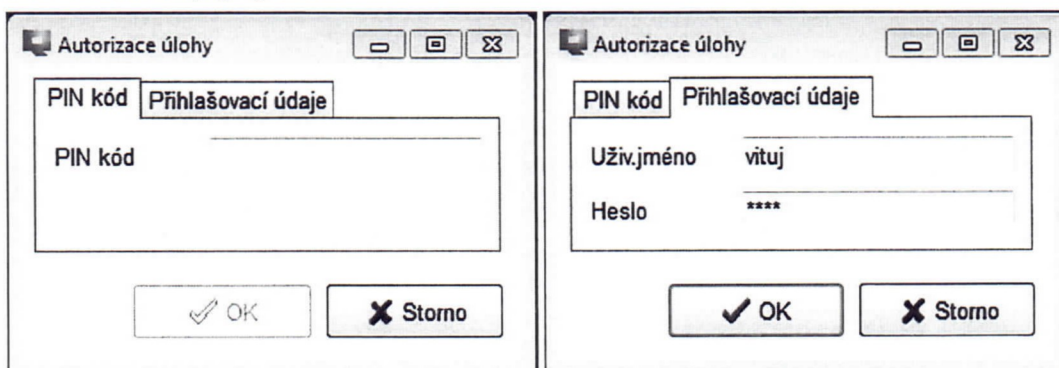 Autorizace úlohy
PIN kód Přihlašovací údaje
PIN kód
OK Storno
Autorizace úlohy
PIN kód Přihlašovací údaje
Uživ.jméno vituj
Heslo ****
OK Storno